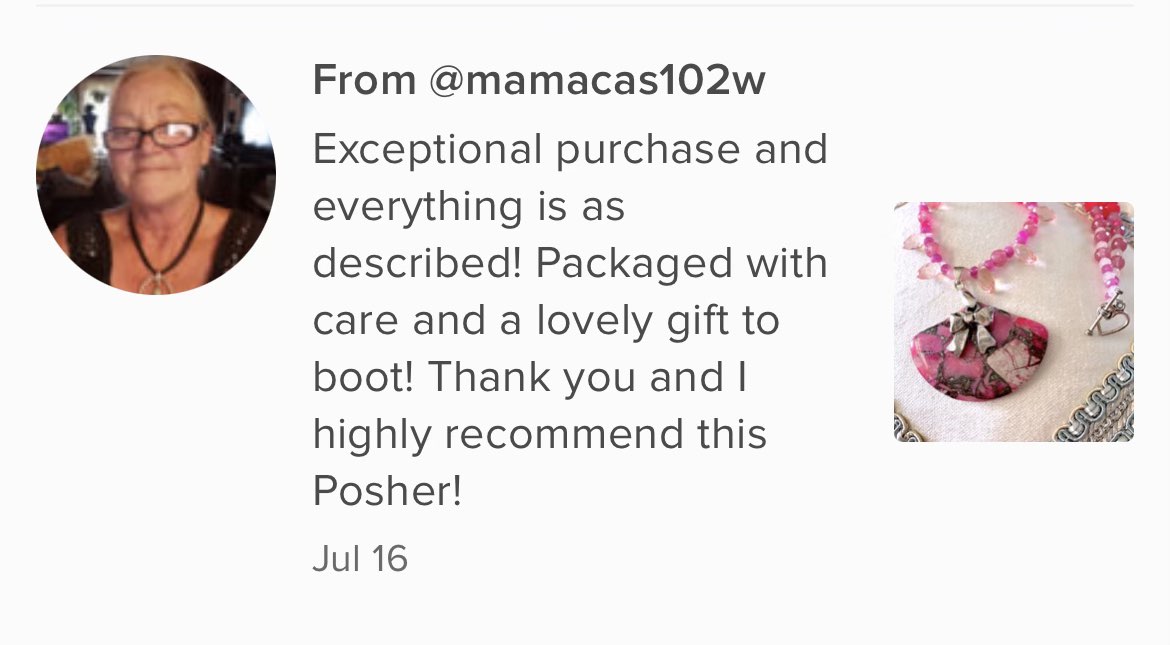 From @mamacas102w
Exceptional purchase and
everything is as
described! Packaged with
care and a lovely gift to
boot! Thank you and I
highly recommend this
Posher!
Jul 16